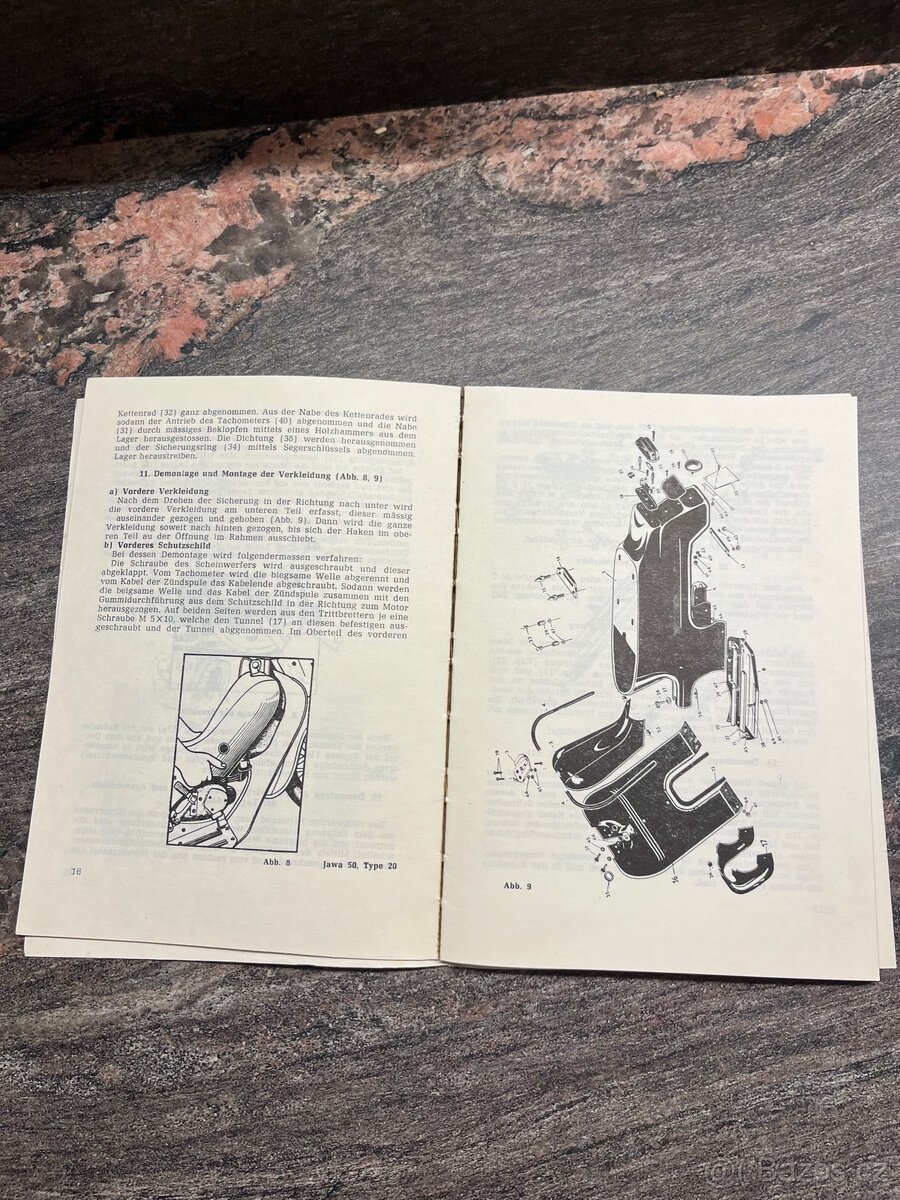 Kettenrad (32) ganz abgenommen. Aus der Nabe des Kettenrades wird
sodann der Antrieb des Tachometers (40) abgenommen und die Nabe
(31) durch mässiges Beklopfen mittels eines Holzhammers aus dem
Lager herausgestossen. Die Dichtung (38) werden herausgenommen
und der Sicherungsring (34) mittels Segerschlüssels abgenommen.
Lager heraustreiben.
11. Demontage und Montage der Verkleidung (Abb. 8, 9)
a) Vordere Verkleidung
Nach dem Drehen der Sicherung in der Richtung nach unter wird
die vordere Verkleidung am unteren Teil erfasst, dieser mässig
auseinander gezogen und gehoben (Abb. 9). Dann wird die ganze
Verkleidung soweit nach hinten gezogen, bis sich der Haken im obe-
ren Teil au der Öffnung im Rahmen ausschiebt.
b) Vorderes Schutzschild
Bei dessen Demontage wird folgendermassen verfahren:
Die Schraube des Scheinwerfers wird ausgeschraubt und dieser
abgeklappt. Vom Tachometer wird die biegsame Welle abgerennt und
vom Kabel der Zündspule das Kabelende abgeschraubt. Sodann werden
die beigsame Welle und das Kabel der Zündspule zusammen mit den
Gummidurchführung aus dem Schutzschild in der Richtung zum Motor
herausgezogen. Auf beiden Seiten werden aus den Trittbrettern je eine
Schraube M 5X10, welche den Tunnel (17) an diesen befestigen aus-
geschraubt und der Tunnel abggenommen. Im Oberteil des vorderen
Abb. 8 Jawa 50, Type 20
16
Abb. 9